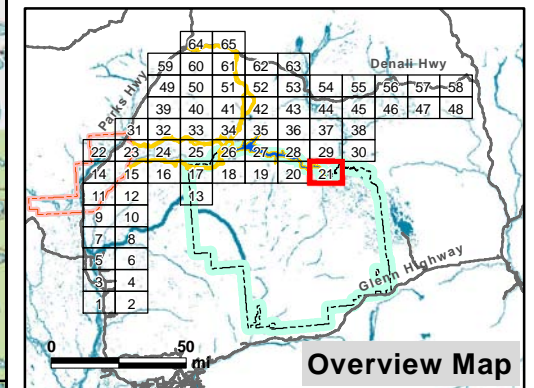 64 65
59 60 61 62 63
Denali Hwy
49 50 51 52 53 54 55 56 57 58
Parks Hwy
39 40 41 42 43 44 45 46 47 48
31 32 33 34 35 36 37 38
22 23 24 25 26 27 28 29 30
14 15 16 17 18 19 20 21
11 12 13
9 10
7 8
5 6
Glenn Highway
3 4
1 2
0 50
mi
Overview Map